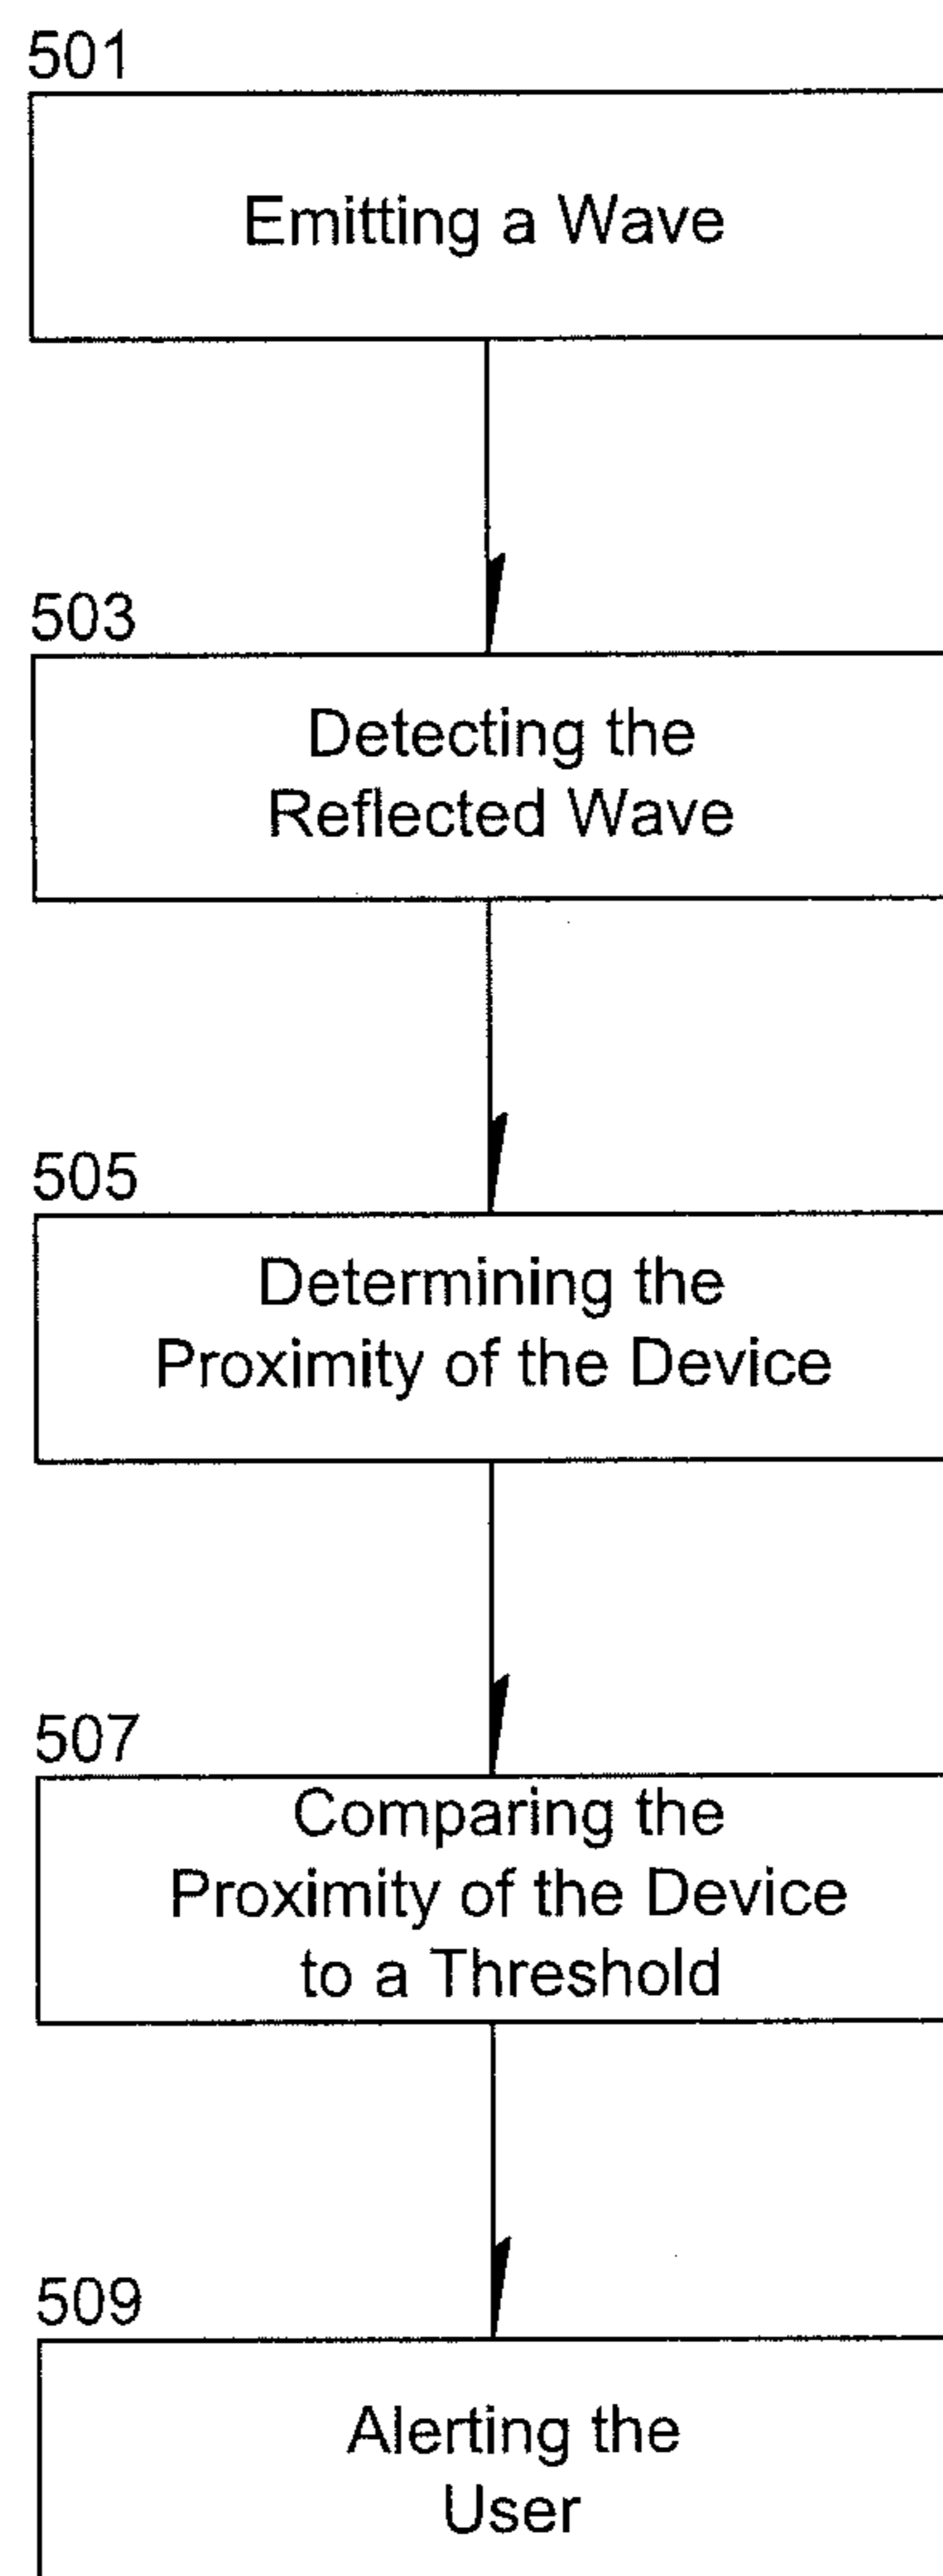 501
Emitting a Wave
503
Detecting the
Reflected Wave
505
Determining the
Proximity of the Device
507
Comparing the
Proximity of the Device
to a Threshold
509
Alerting the
User